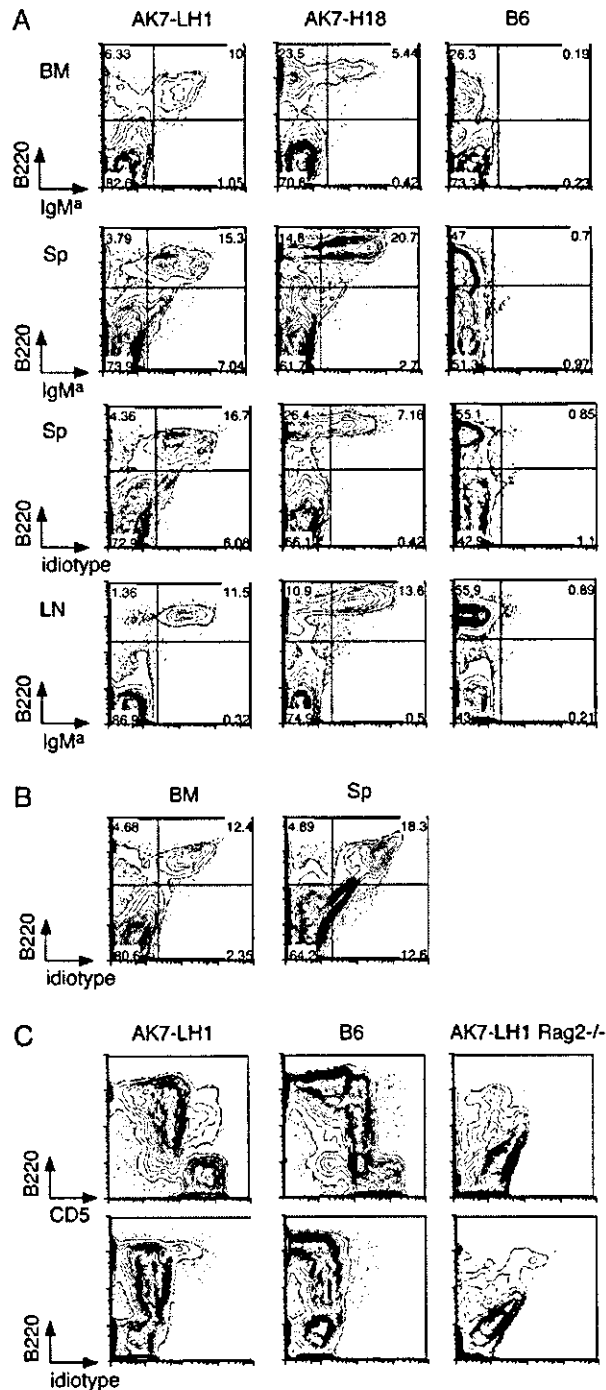 A
AK7-LH1 AK7-H18 B6
BM
6.33 10 23.5 5.44 26.3 0.19
B220
82.6 1.05 70.6 0.42 73.3 0.23
IgMa
Sp
3.79 15.3 14.8 20.7 47 0.7
B220
73.9 7.04 61.7 2.7 51.3 0.97
IgMa
Sp
4.36 16.7 26.4 7.16 55.1 0.85
B220
72.9 6.08 66.1 0.42 42.9 1.1
idiotype
LN
1.36 11.5 10.9 13.6 55.9 0.89
B220
86.9 0.32 74.9 0.5 43 0.21
IgMa
B
BM Sp
4.68 12.4 4.89 18.3
B220
80.6 2.35 64.2 12.6
idiotype
C
AK7-LH1 B6 AK7-LH1 Rag2-/-
B220
CD5
B220
idiotype